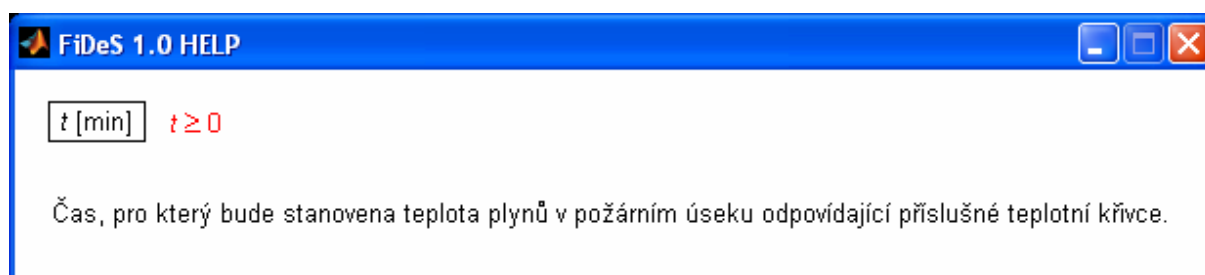 FiDeS 1.0 HELP
t [min] t ≥ 0
Čas, pro který bude stanovena teplota plynů v požárním úseku odpovídající příslušné teplotní křivce.